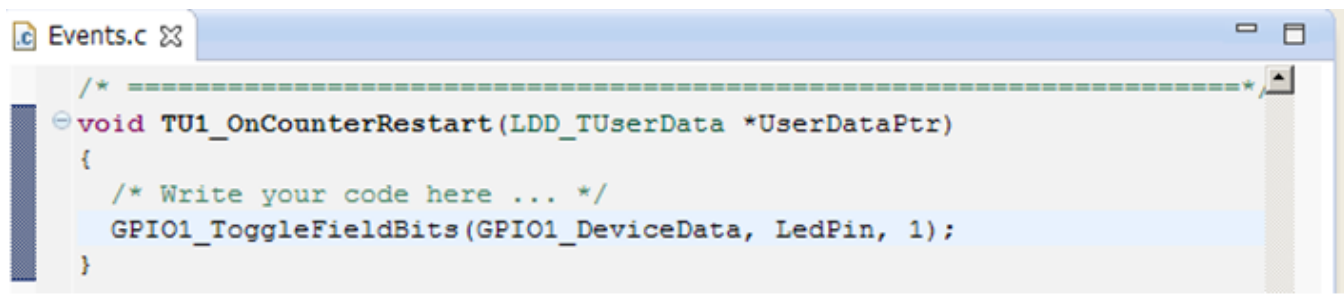 .c Events.c
/* ===================================================================*/
void TU1_OnCounterRestart(LDD_TUserData *UserDataPtr)
{
/* Write your code here ... */
GPIO1_ToggleFieldBits(GPIO1_DeviceData, LedPin, 1);
}